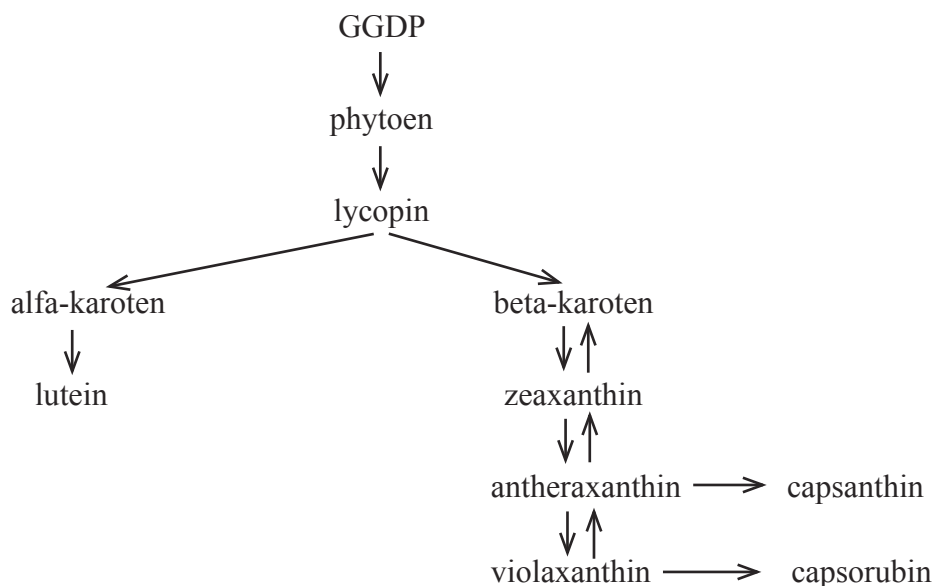 GGDP
phytoen
lycopin
alfa-karoten
beta-karoten
lutein
zeaxanthin
antheraxanthin
capsanthin
violaxanthin
capsorubin